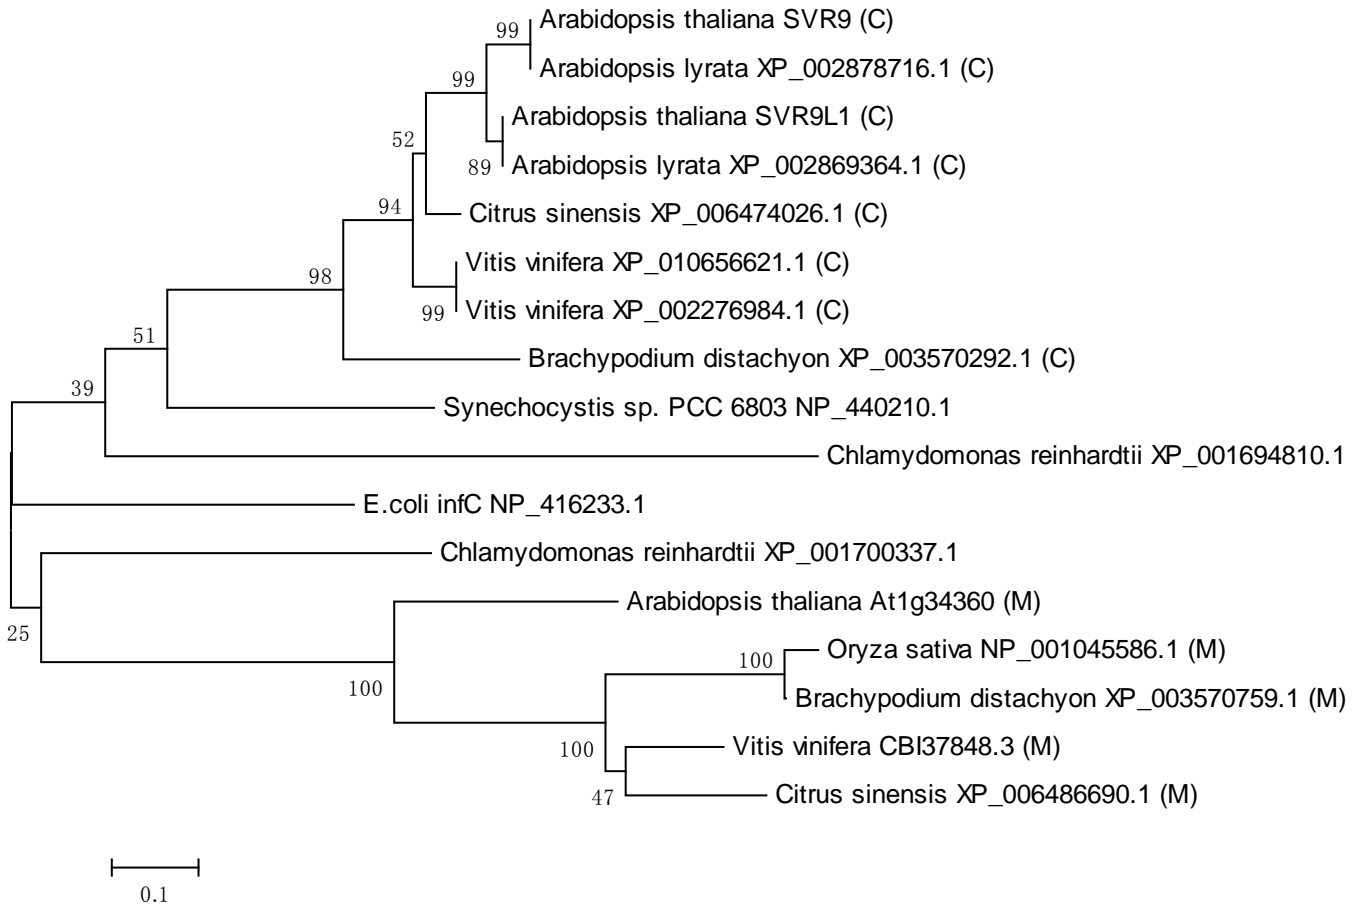 99
Arabidopsis thaliana SVR9 (C)
Arabidopsis lyrata XP_002878716.1 (C)
99
Arabidopsis thaliana SVR9L1 (C)
52
89
Arabidopsis lyrata XP_002869364.1 (C)
94
Citrus sinensis XP_006474026.1 (C)
Vitis vinifera XP_010656621.1 (C)
98
99
Vitis vinifera XP_002276984.1 (C)
51
Brachypodium distachyon XP_003570292.1 (C)
39
Synechocystis sp. PCC 6803 NP_440210.1
Chlamydomonas reinhardtii XP_001694810.1
E.coli infC NP_416233.1
Chlamydomonas reinhardtii XP_001700337.1
Arabidopsis thaliana At1g34360 (M)
25
Oryza sativa NP_001045586.1 (M)
100
100
Brachypodium distachyon XP_003570759.1 (M)
Vitis vinifera CBI37848.3 (M)
100
Citrus sinensis XP_006486690.1 (M)
47
0.1